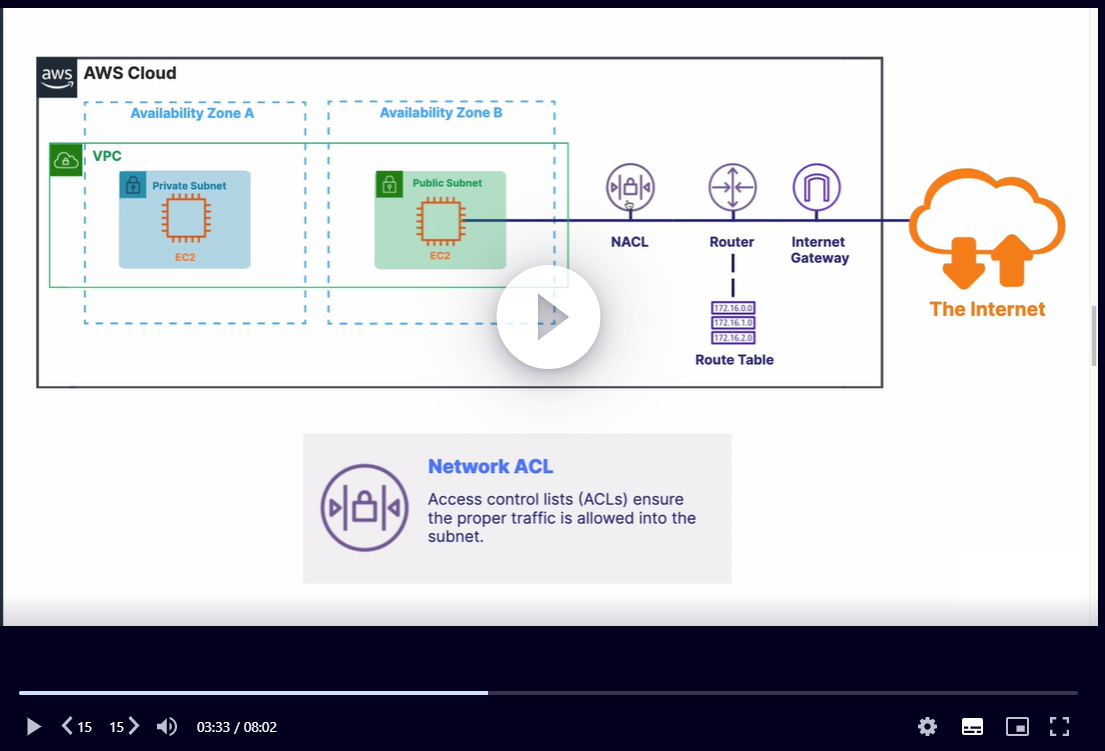 aws
AWS Cloud
Availability Zone A
Availability Zone B
VPC
Private Subnet
EC2
Public Subnet
EC2
NACL
Router
Internet
Gateway
The Internet
172.16.0.0
172.16.1.0
172.16.2.0
Route Table
Network ACL
Access control lists (ACLs) ensure
the proper traffic is allowed into the
subnet.
15
15
03:33 / 08:02